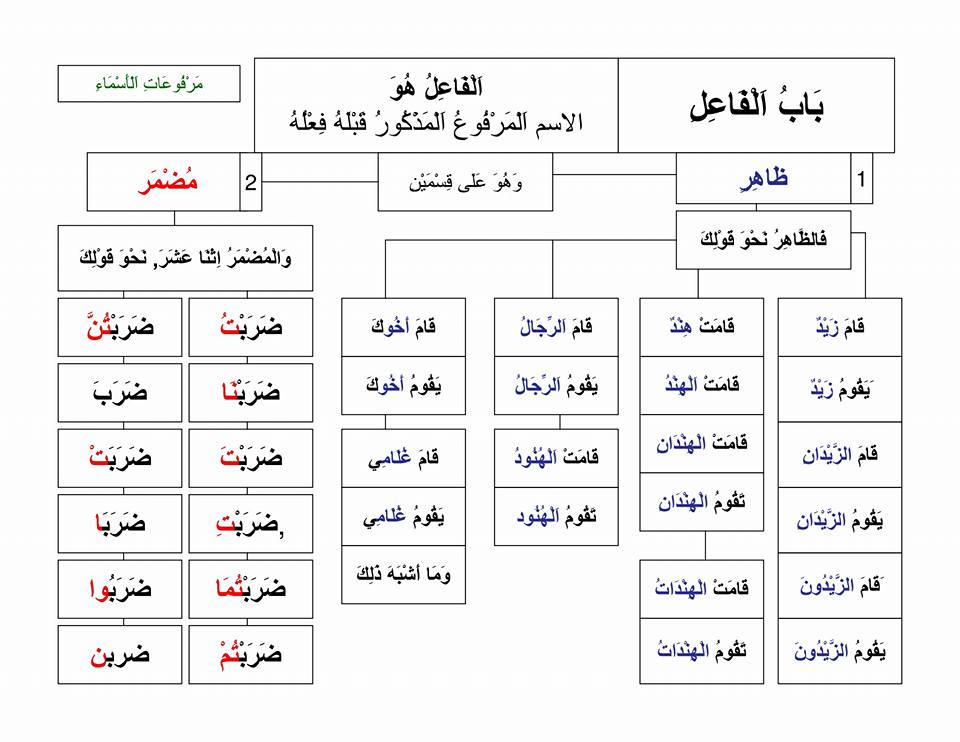 بَابُ اَلْفَاعِلِ
اَلْفَاعِلُ هُوَ
الاسم اَلْمَرْفُوعُ اَلْمَذْكُورُ قَبْلَهُ فِعْلُهُ
مَرْفُوعَاتِ اَلأسْمَاءِ
1
ظَاهِرِ
وَهُوَ عَلَى قِسْمَيْنِ
2
مُضْمَر
فَالظَّاهِرُ نَحْوَ قَوْلِكَ
قَامَ زَيْدٌ
يَقُومُ زَيْدٌ
قَامَ الزَّيْدَانِ
يَقُومُ الزَّيْدَانِ
قَامَ الزَّيْدُونَ
يَقُومُ الزَّيْدُونَ
قَامَتْ هِنْدٌ
قَامَتْ الْهِنْدُ
قَامَتْ الْهِنْدَانِ
تَقُومُ الْهِنْدَانِ
قَامَتْ الْهِنْدَاتُ
تَقُومُ الْهِنْدَاتُ
قَامَ اَلرِّجَالُ
يَقُومُ اَلرِّجَالُ
قَامَتْ الْهُنُودُ
تَقُومُ الْهُنُود
قَامَ أَخُوكَ
يَقُومُ أَخُوكَ
قَامَ غُلَامِي
يَقُومُ غُلَامِي
وَمَا أَشْبَهَ ذَلِكَ
وَالْمُضْمَرُ اِثْنَا عَشَرَ, نَحْوَ قَوْلِكَ
ضَرَبْتُ
ضَرَبْنَا
ضَرَبْتَ
ضَرَبْتِ,
ضَرَبْتُمَا
ضَرَبْتُمْ
ضَرَبْتُنَّ
ضَرَبَ
ضَرَبَتْ
ضَرَبَا
ضَرَبُوا
ضربن